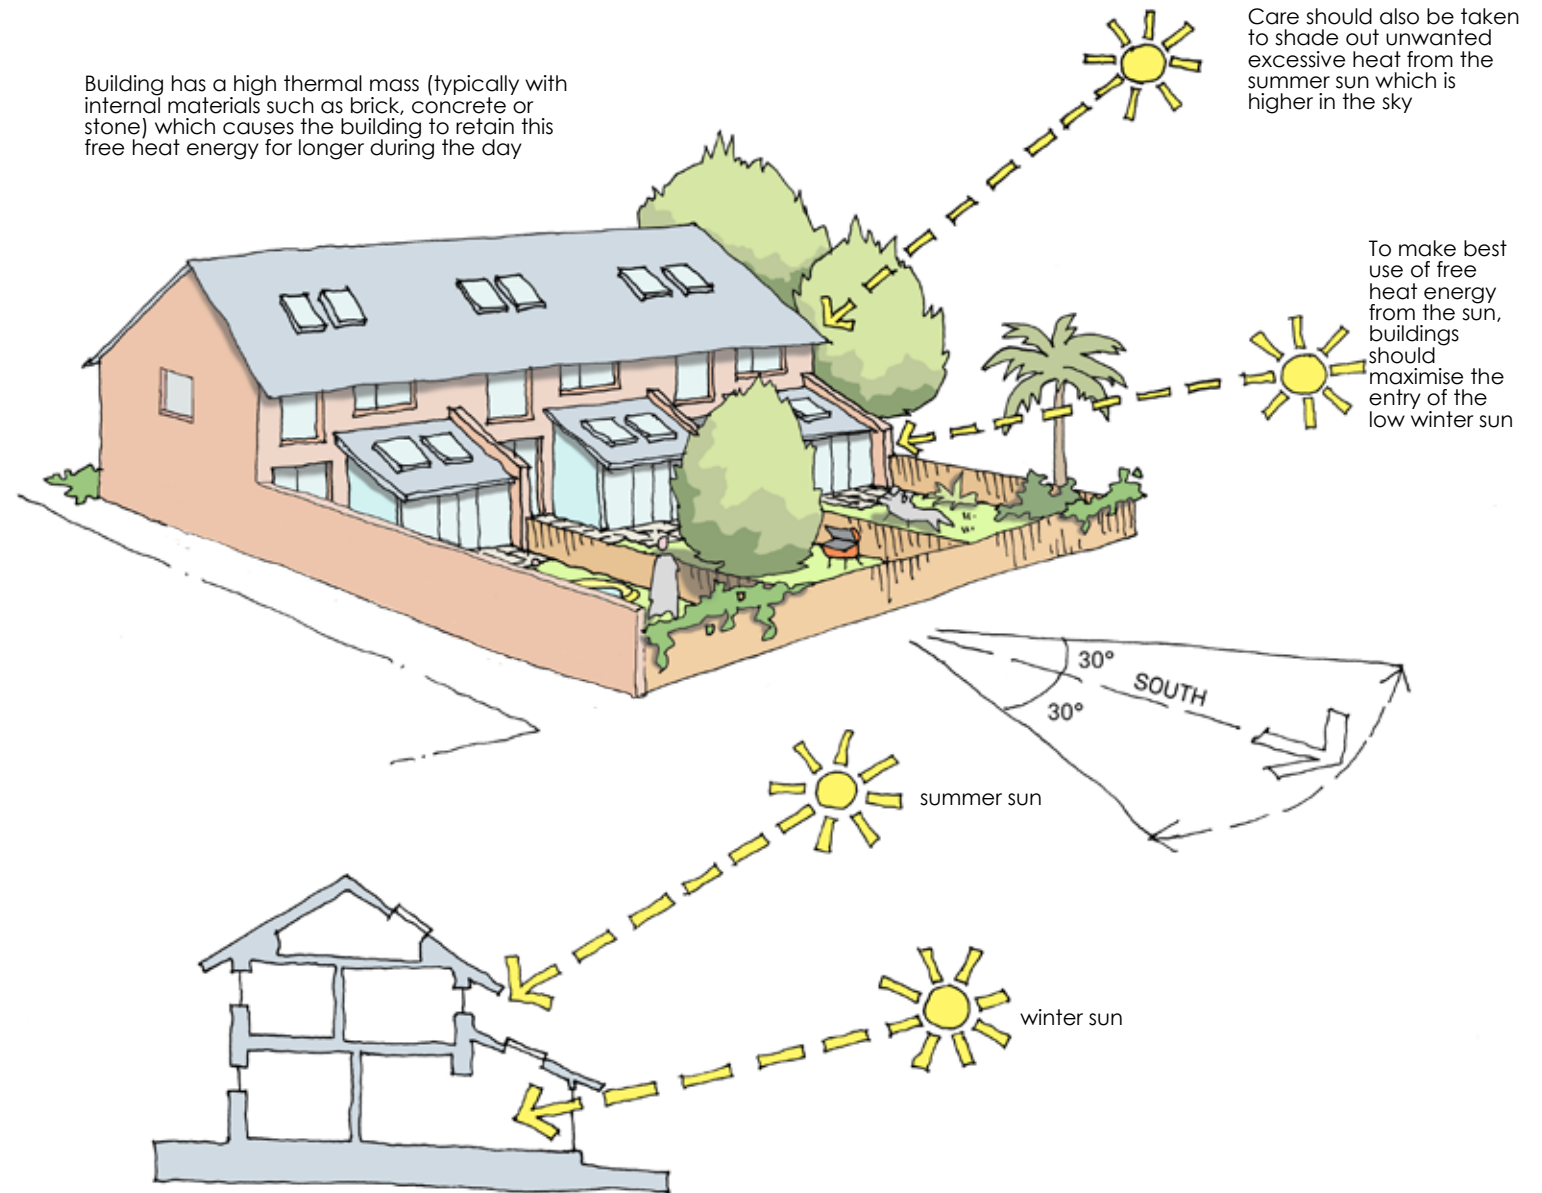 Care should also be taken
to shade out unwanted
excessive heat from the
summer sun which is
higher in the sky
Building has a high thermal mass (typically with
internal materials such as brick, concrete or
stone) which causes the building to retain this
free heat energy for longer during the day
To make best
use of free
heat energy
from the sun,
buildings
should
maximise the
entry of the
low winter sun
30°
SOUTH
30°
summer sun
winter sun